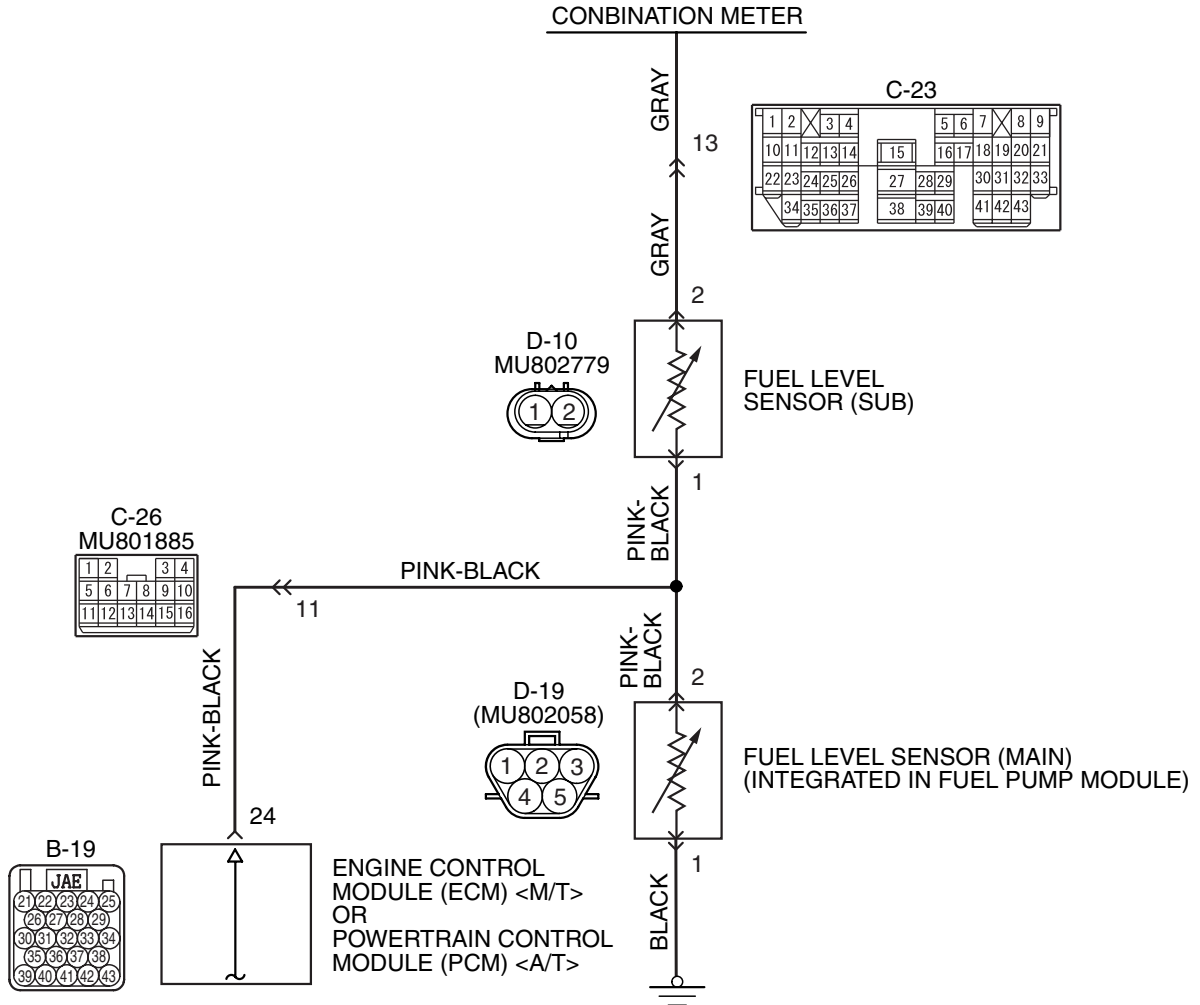 CONBINATION METER
GRAY
C-23
1 2 3 4 5 6 7 8 9
13
10 11 12 13 14 15 16 17 18 19 20 21
22 23 24 25 26 27 28 29 30 31 32 33
34 35 36 37 38 39 40 41 42 43
GRAY
2
D-10
MU802779
1 2
FUEL LEVEL
SENSOR (SUB)
1
PINK-
BLACK
C-26
MU801885
1 2 3 4
5 6 7 8 9 10
11 12 13 14 15 16
PINK-BLACK
11
PINK-BLACK
PINK-
BLACK
2
D-19
(MU802058)
1 2 3
4 5
FUEL LEVEL SENSOR (MAIN)
(INTEGRATED IN FUEL PUMP MODULE)
24
1
B-19
JAE
21 22 23 24 25
26 27 28 29
30 31 32 33 34
35 36 37 38
39 40 41 42 43
ENGINE CONTROL
MODULE (ECM) <M/T>
OR
POWERTRAIN CONTROL
MODULE (PCM) <A/T>
BLACK